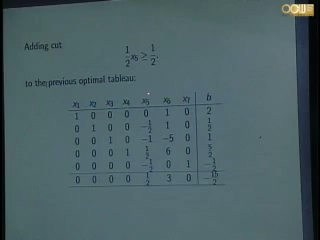 OCW
Adding cut
1/2 x₅ ≥ 1/2,
to the previous optimal tableau:
x₁ x₂ x₃ x₄ x₅ x₆ x₇ b
1 0 0 0 0 1 0 2
0 1 0 0 -1/2 1 0 1/2
0 0 1 0 -1 -5 0 1
0 0 0 1 1/2 6 0 5/2
0 0 0 0 -1/2 0 1 -1/2
0 0 0 0 1/2 3 0 -15/2